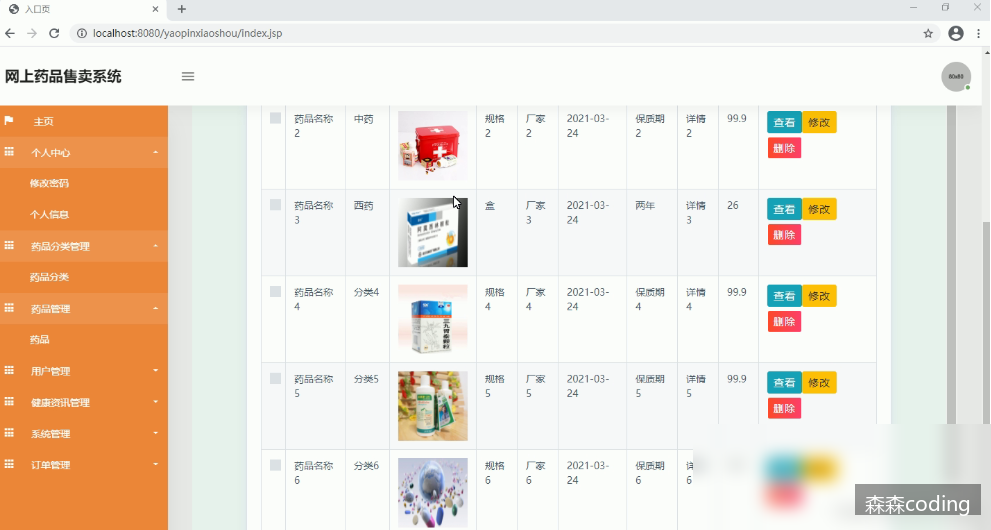 入口页
localhost:8080/yaopinxiaoshou/index.jsp
网上药品售卖系统
主页
个人中心
修改密码
个人信息
药品分类管理
药品分类
药品管理
药品
用户管理
健康资讯管理
系统管理
订单管理
药品名称2 中药 规格2 厂家2 2021-03-24 保质期2 详情2 99.9 查看 修改 删除
药品名称3 西药 盒 厂家3 2021-03-24 两年 详情3 26 查看 修改 删除
药品名称4 分类4 规格4 厂家4 2021-03-24 保质期4 详情4 99.9 查看 修改 删除
药品名称5 分类5 规格5 厂家5 2021-03-24 保质期5 详情5 99.9 查看 修改 删除
药品名称6 分类6 规格6 厂家6 2021-03-24 保质期6
森森coding